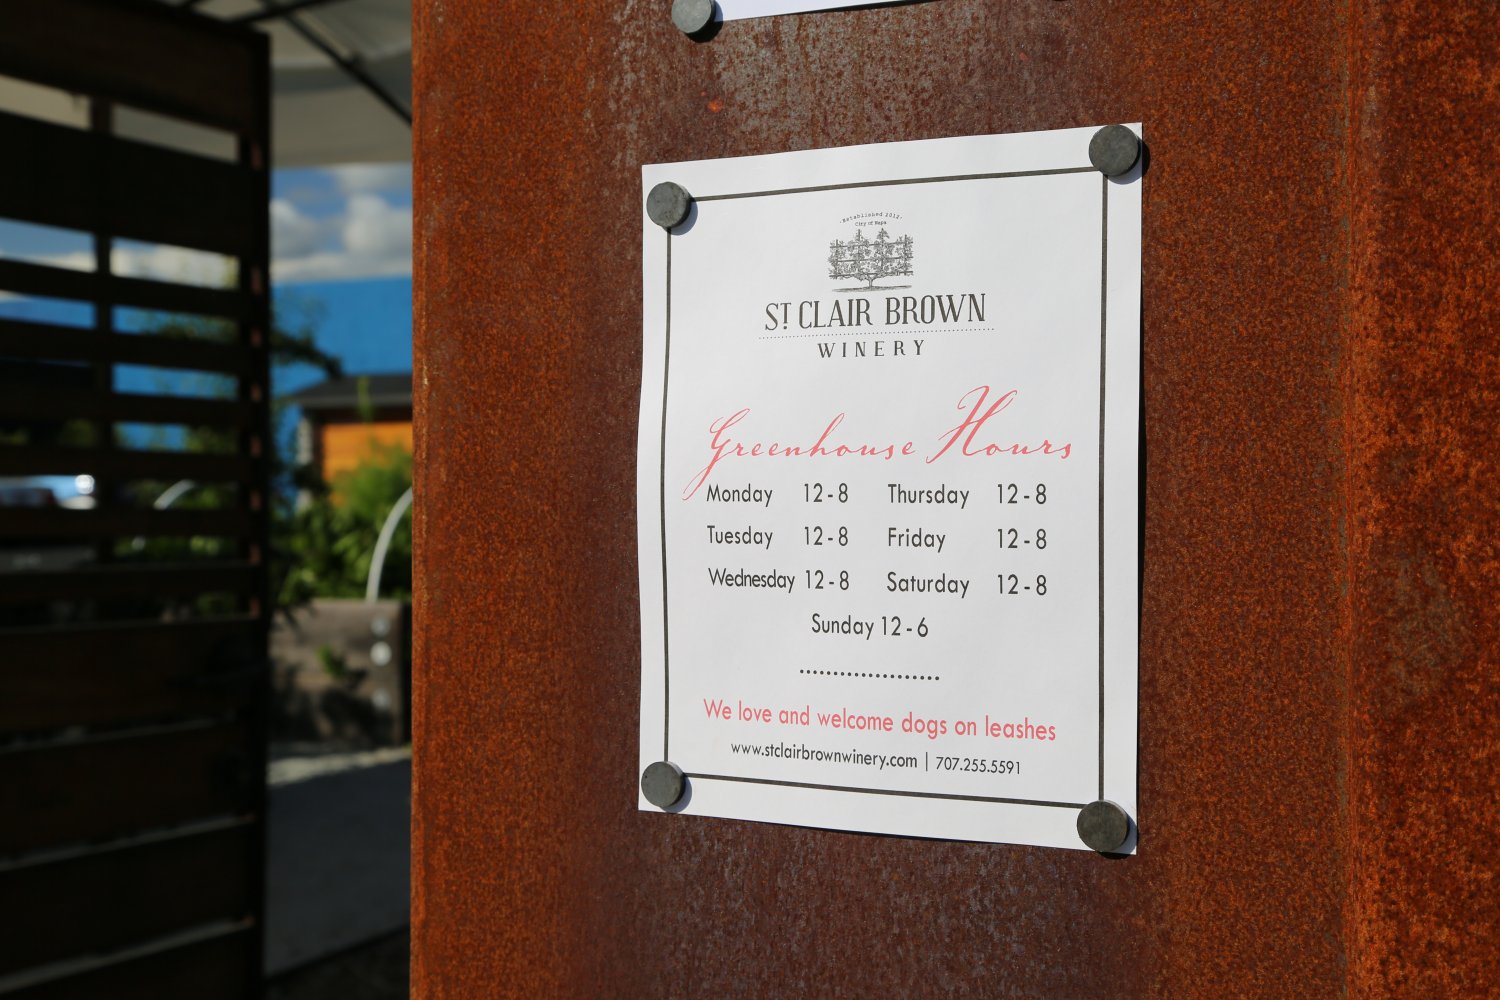 ·Established 2012·
City of Napa
ST CLAIR BROWN
WINERY
Greenhouse Hours
Monday 12 - 8 Thursday 12 - 8
Tuesday 12 - 8 Friday 12 - 8
Wednesday 12 - 8 Saturday 12 - 8
Sunday 12 - 6
We love and welcome dogs on leashes
www.stclairbrownwinery.com | 707.255.5591